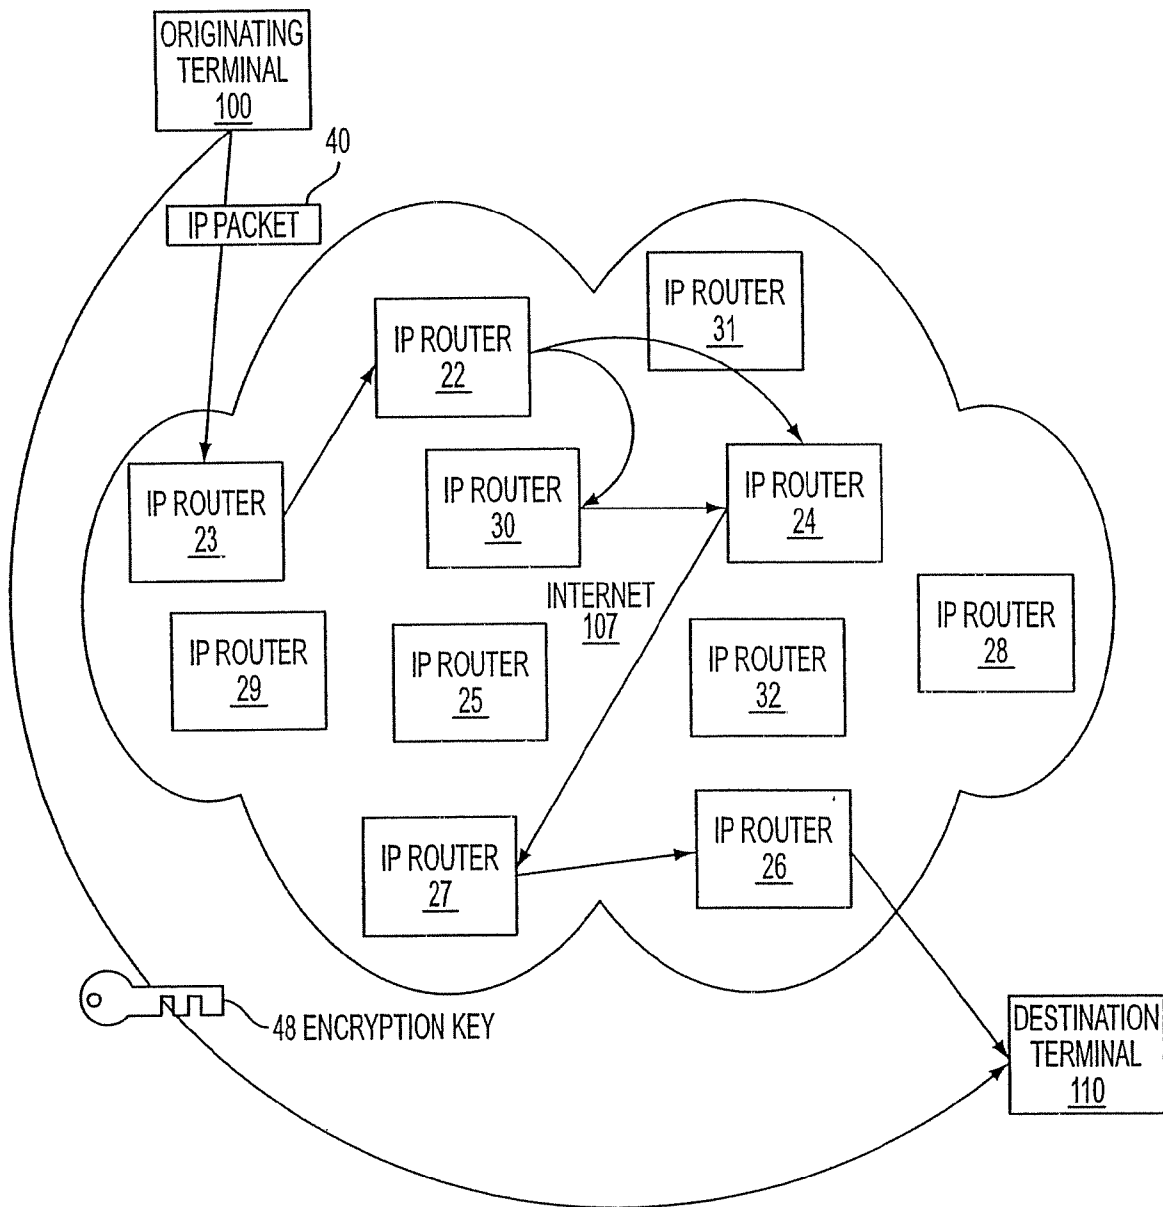 ORIGINATING
TERMINAL
100
40
IP PACKET
IP ROUTER
31
IP ROUTER
22
IP ROUTER
23
IP ROUTER
30
IP ROUTER
24
INTERNET
107
IP ROUTER
28
IP ROUTER
29
IP ROUTER
25
IP ROUTER
32
IP ROUTER
27
IP ROUTER
26
48 ENCRYPTION KEY
DESTINATION
TERMINAL
110